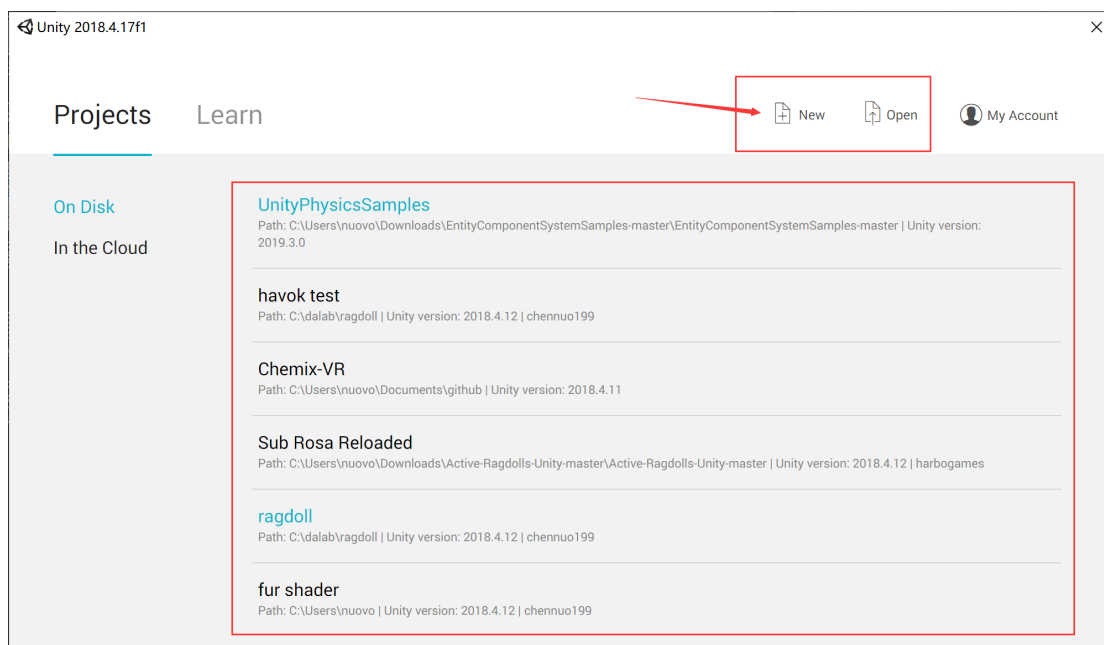 Unity 2018.4.17f1
Projects
Learn
New
Open
My Account
On Disk
In the Cloud
UnityPhysicsSamples
Path: C:\Users\nuovo\Downloads\EntityComponentSystemSamples-master\EntityComponentSystemSamples-master | Unity version:
2019.3.0
havok test
Path: C:\dalab\ragdoll | Unity version: 2018.4.12 | chennuo199
Chemix-VR
Path: C:\Users\nuovo\Documents\github | Unity version: 2018.4.11
Sub Rosa Reloaded
Path: C:\Users\nuovo\Downloads\Active-Ragdolls-Unity-master\Active-Ragdolls-Unity-master | Unity version: 2018.4.12 | harbogames
ragdoll
Path: C:\dalab\ragdoll | Unity version: 2018.4.12 | chennuo199
fur shader
Path: C:\Users\nuovo | Unity version: 2018.4.12 | chennuo199